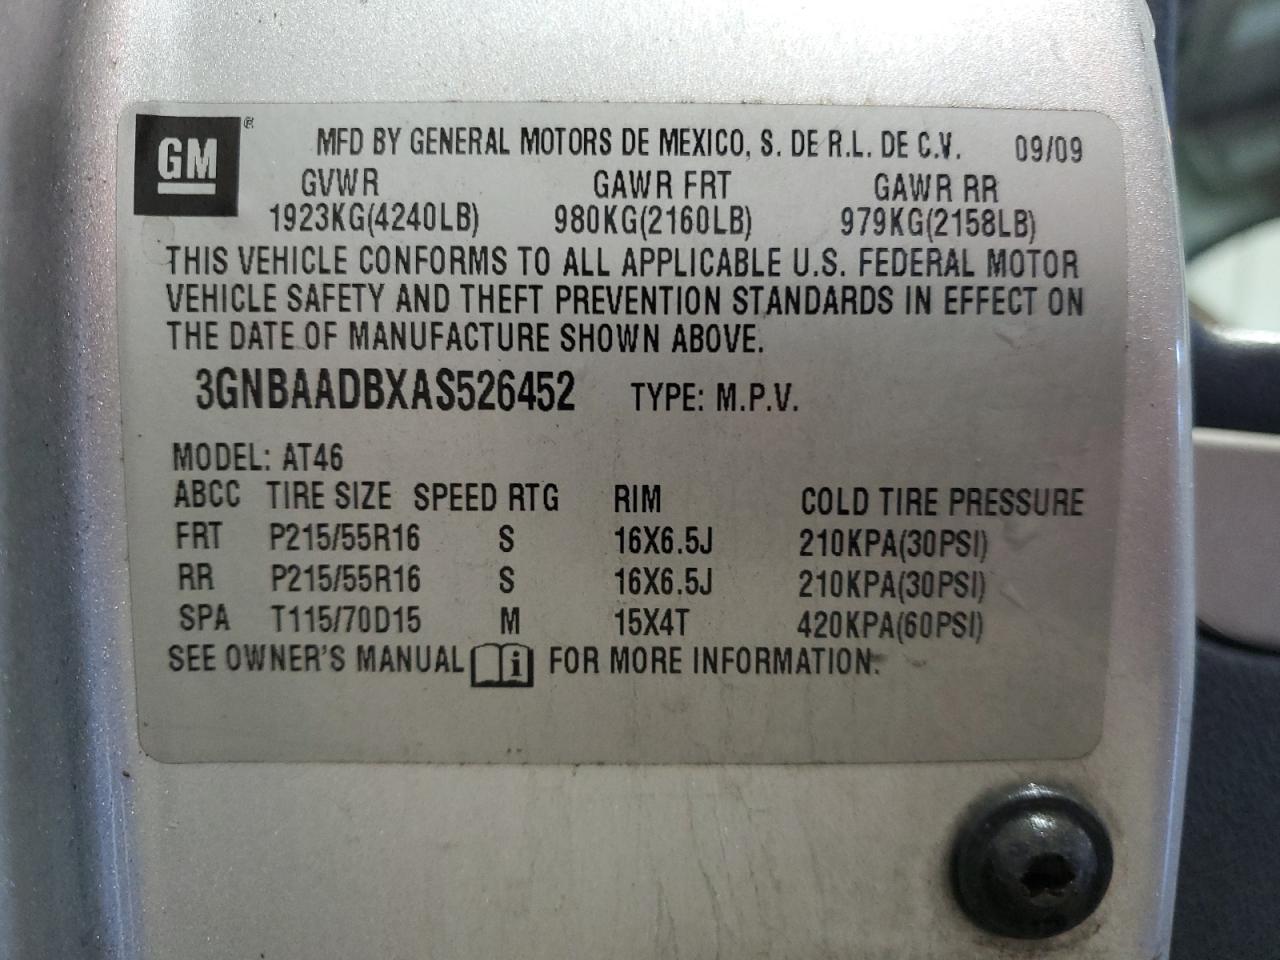 GM ®
MFD BY GENERAL MOTORS DE MEXICO, S. DE R.L. DE C.V. 09/09
GVWR GAWR FRT GAWR RR
1923KG(4240LB) 980KG(2160LB) 979KG(2158LB)
THIS VEHICLE CONFORMS TO ALL APPLICABLE U.S. FEDERAL MOTOR
VEHICLE SAFETY AND THEFT PREVENTION STANDARDS IN EFFECT ON
THE DATE OF MANUFACTURE SHOWN ABOVE.
3GNBAADBXAS526452 TYPE: M.P.V.
MODEL: AT46
ABCC TIRE SIZE SPEED RTG RIM COLD TIRE PRESSURE
FRT P215/55R16 S 16X6.5J 210KPA(30PSI)
RR P215/55R16 S 16X6.5J 210KPA(30PSI)
SPA T115/70D15 M 15X4T 420KPA(60PSI)
SEE OWNER'S MANUAL i FOR MORE INFORMATION.